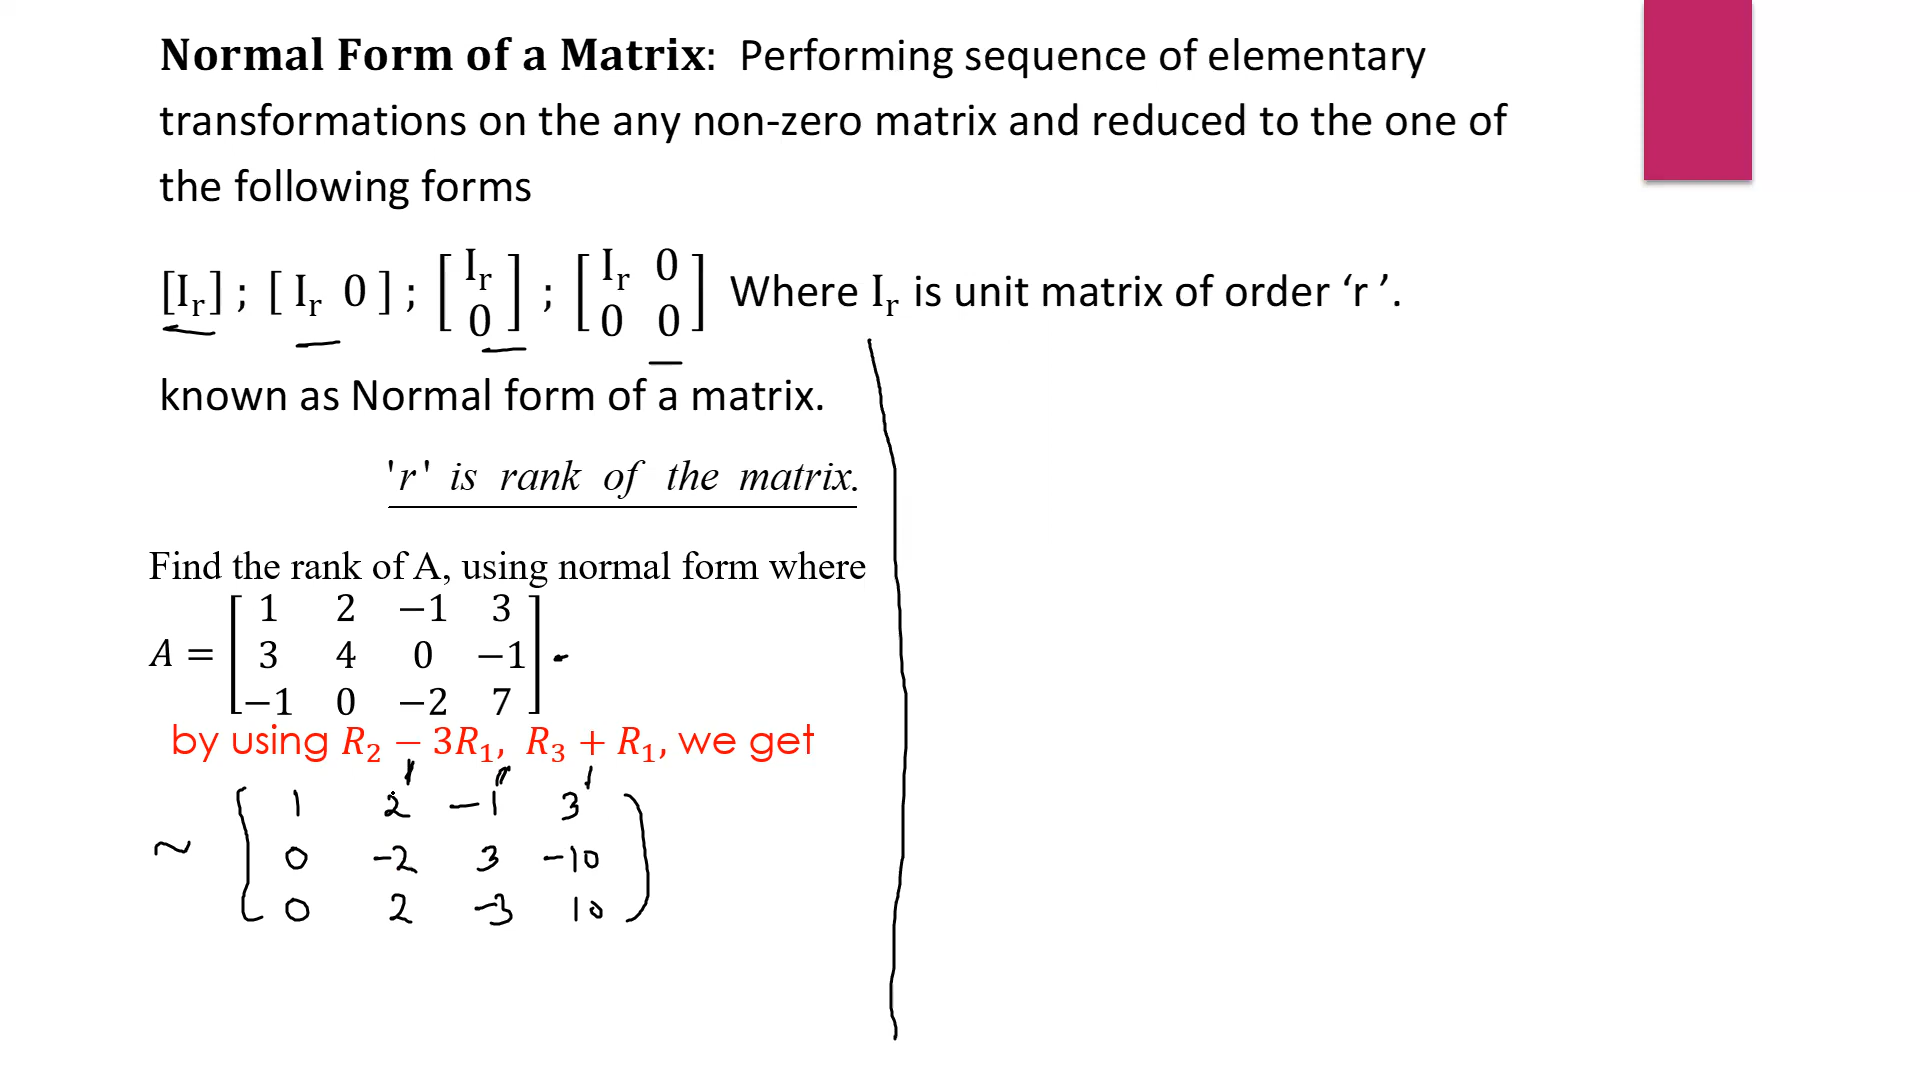 Normal Form of a Matrix: Performing sequence of elementary
transformations on the any non-zero matrix and reduced to the one of
the following forms
[Iᵣ] ; [ Iᵣ 0 ] ; [Iᵣ; 0] ; [Iᵣ 0; 0 0] Where Iᵣ is unit matrix of order ‘r ’.
known as Normal form of a matrix.
'r' is rank of the matrix.
Find the rank of A, using normal form where
A = [1 2 −1 3
3 4 0 −1
−1 0 −2 7]
by using R₂ − 3R₁, R₃ + R₁, we get
~ [1 2 -1 3
0 -2 3 -10
0 2 -3 10]